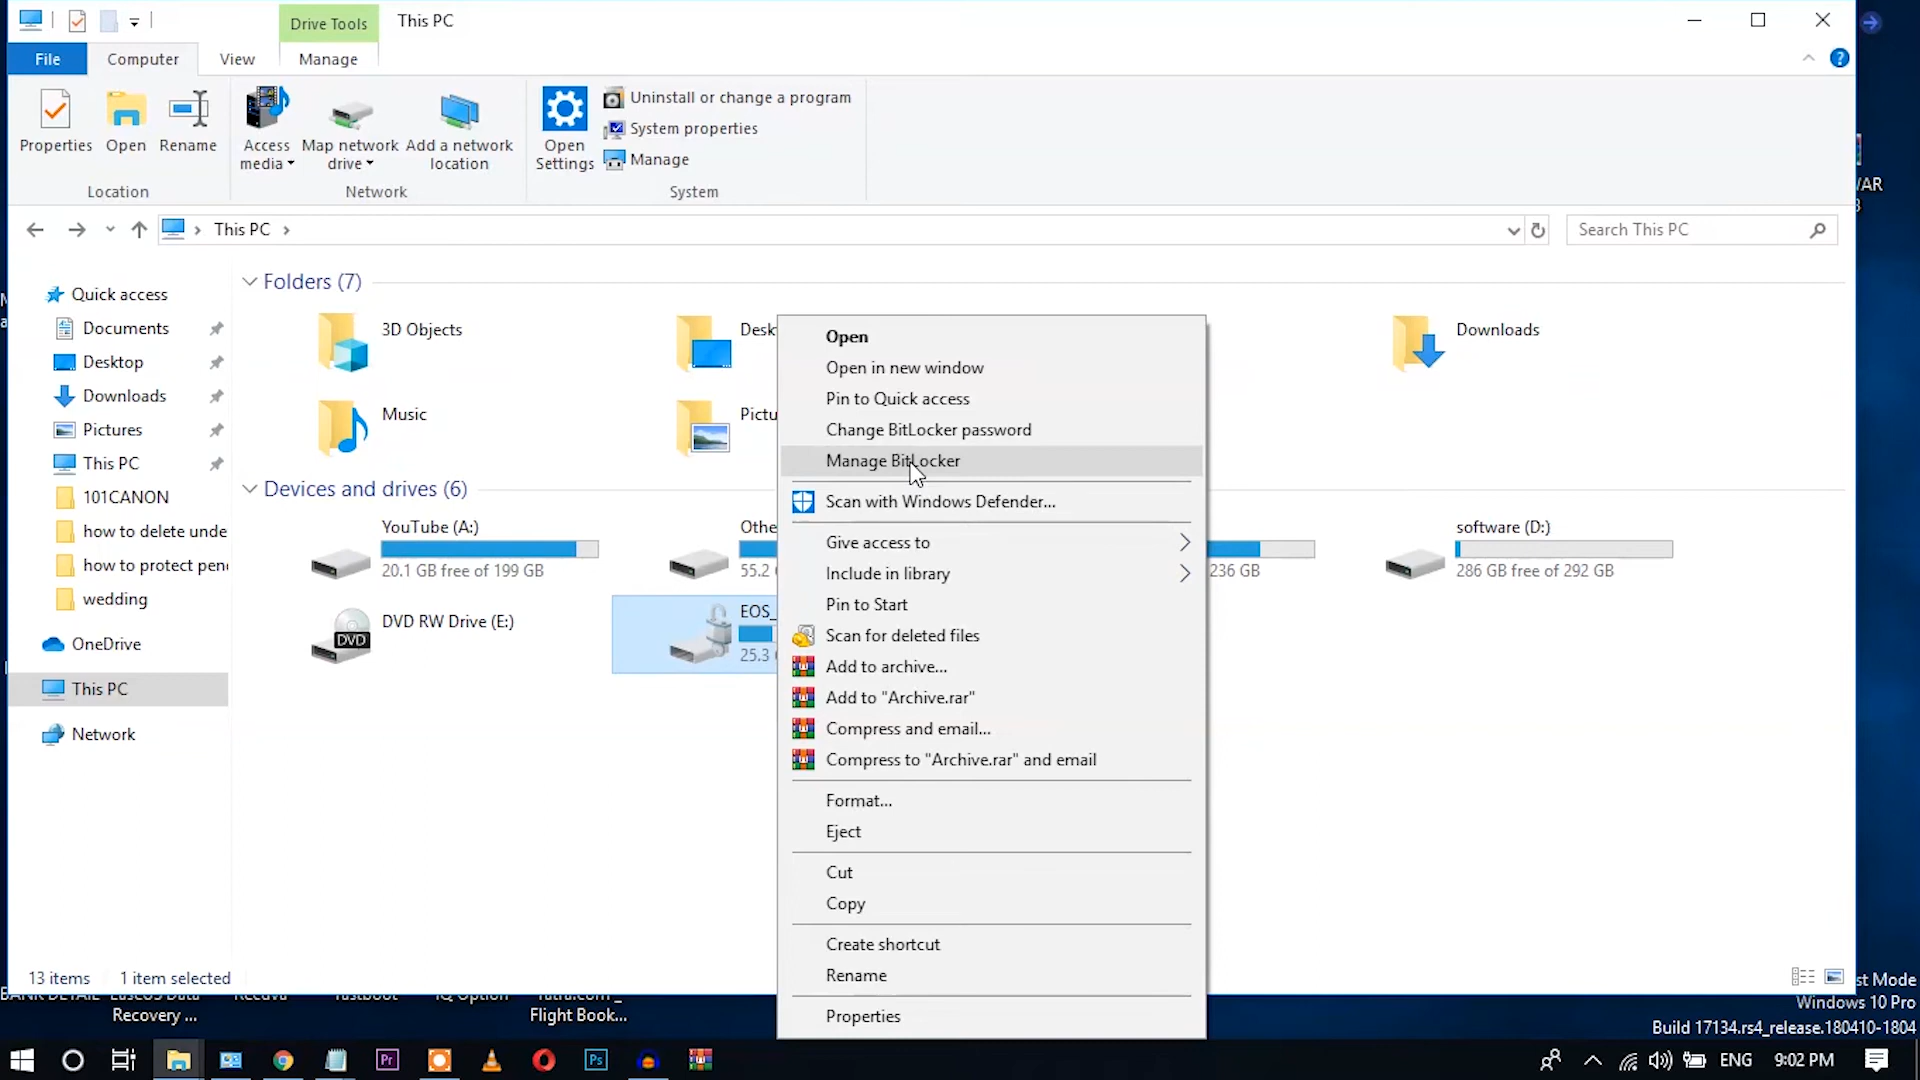 Drive Tools
This PC
File
Computer
View
Manage
Properties
Open
Rename
Access media
Map network drive
Add a network location
Open Settings
Uninstall or change a program
System properties
Manage
Location
Network
System
This PC
Search This PC
Quick access
Documents
Desktop
Downloads
Pictures
This PC
101CANON
how to delete unde
how to protect pen
wedding
OneDrive
This PC
Network
Folders (7)
3D Objects
Desk
Downloads
Music
Pictu
Devices and drives (6)
YouTube (A:)
20.1 GB free of 199 GB
Othe
55.2
236 GB
software (D:)
286 GB free of 292 GB
DVD RW Drive (E:)
DVD
EOS_
25.3
Open
Open in new window
Pin to Quick access
Change BitLocker password
Manage BitLocker
Scan with Windows Defender...
Give access to
Include in library
Pin to Start
Scan for deleted files
Add to archive...
Add to "Archive.rar"
Compress and email...
Compress to "Archive.rar" and email
Format...
Eject
Cut
Copy
Create shortcut
Rename
Properties
13 items
1 item selected
Recovery ...
Flight Book...
st Mode
Windows 10 Pro
Build 17134.rs4_release.180410-1804
Pr
Ps
ENG
9:02 PM